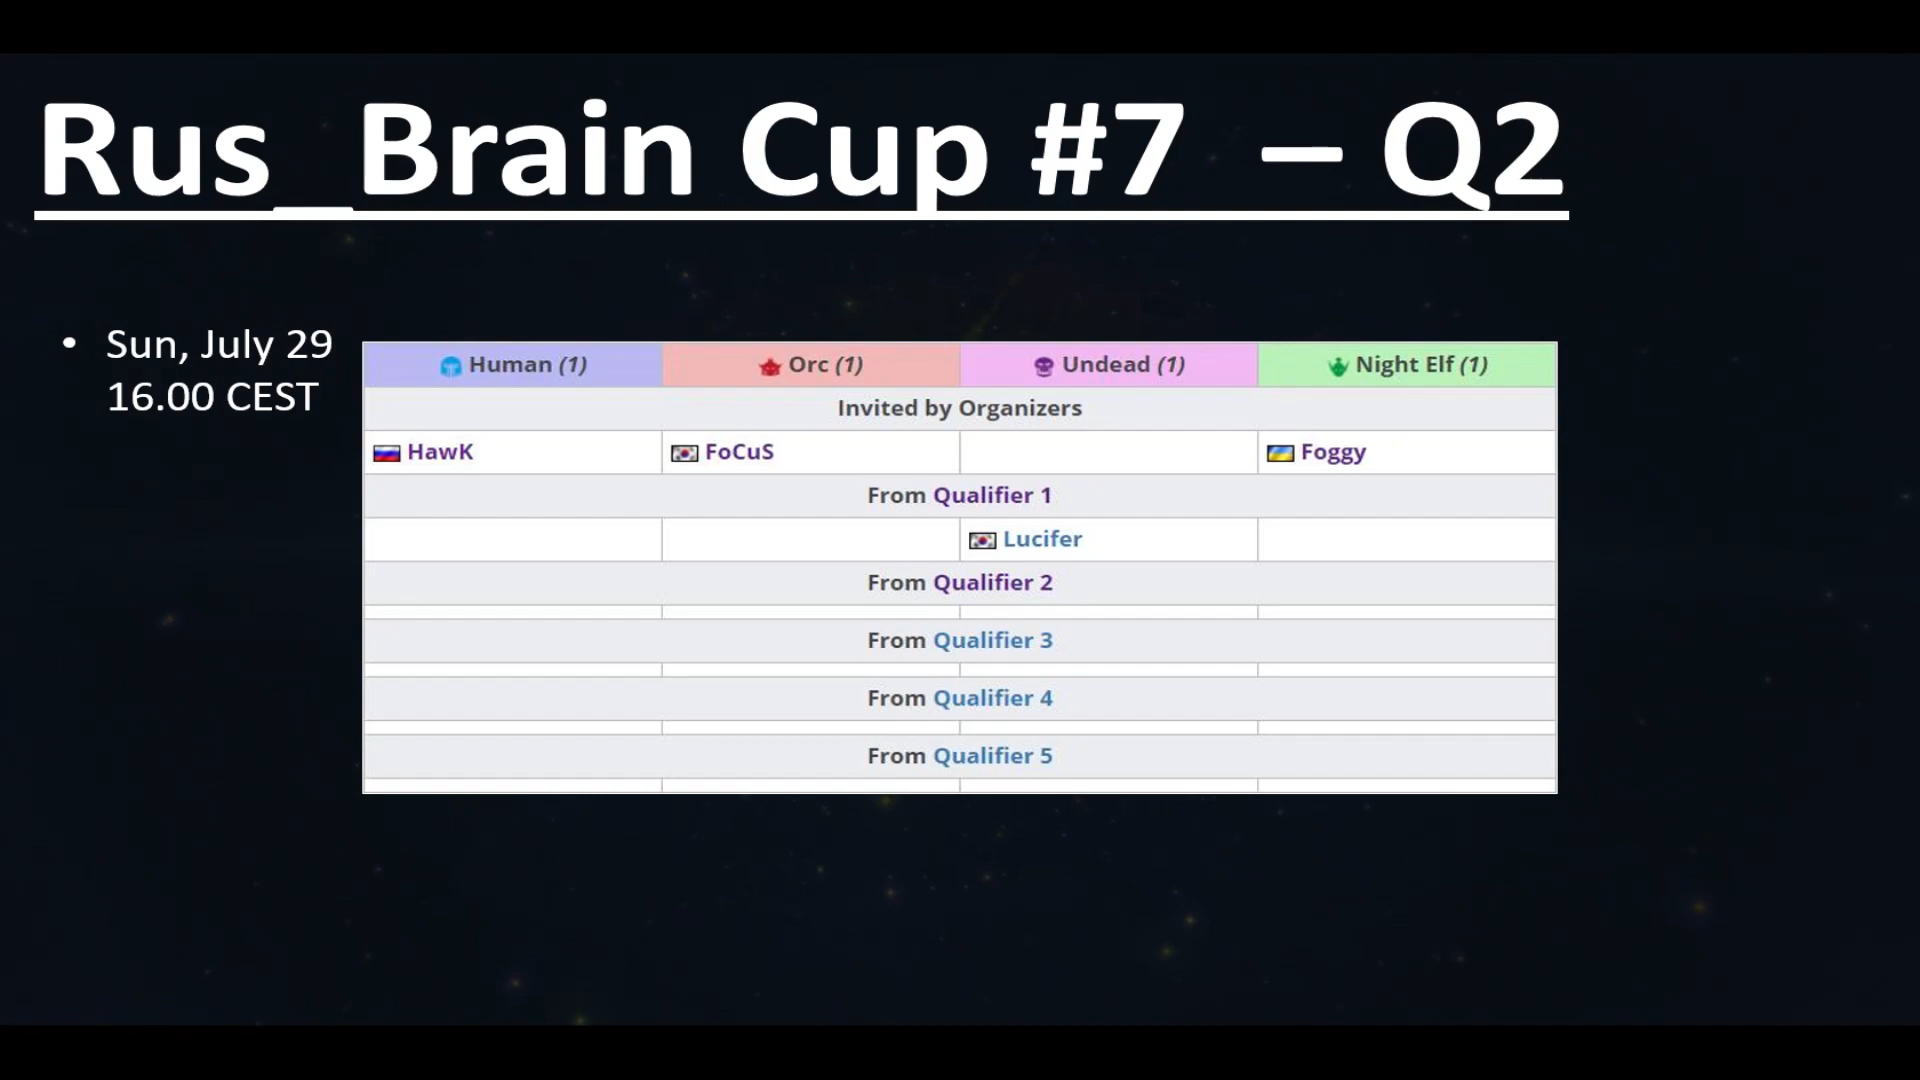 Rus_Brain Cup #7 – Q2
• Sun, July 29
16.00 CEST
Human (1) Orc (1) Undead (1) Night Elf (1)
Invited by Organizers
HawK FoCuS Foggy
From Qualifier 1
Lucifer
From Qualifier 2
From Qualifier 3
From Qualifier 4
From Qualifier 5